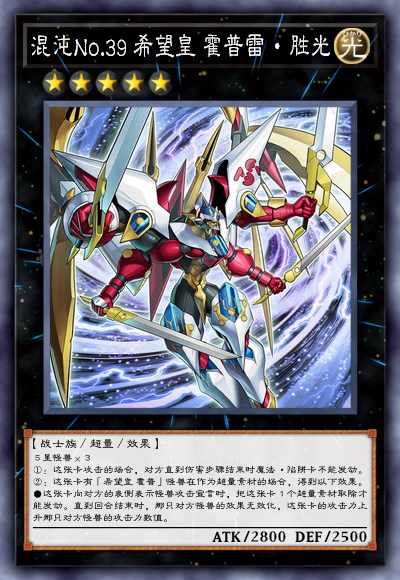 混沌No.39 希望皇 霍普雷·胜光
光
【战士族/超量/效果】
5星怪兽×3
①：这张卡攻击的场合，对方直到伤害步骤结束时魔法·陷阱卡不能发动。
②：这张卡有「希望皇 霍普」怪兽在作为超量素材的场合，得到以下效果。
●这张卡向对方的表侧表示怪兽攻击宣言时，把这张卡1个超量素材取除才
能发动。直到回合结束时，那只对方怪兽的效果无效化，这张卡的攻击力上
升那只对方怪兽的攻击力数值。
ATK/2800 DEF/2500